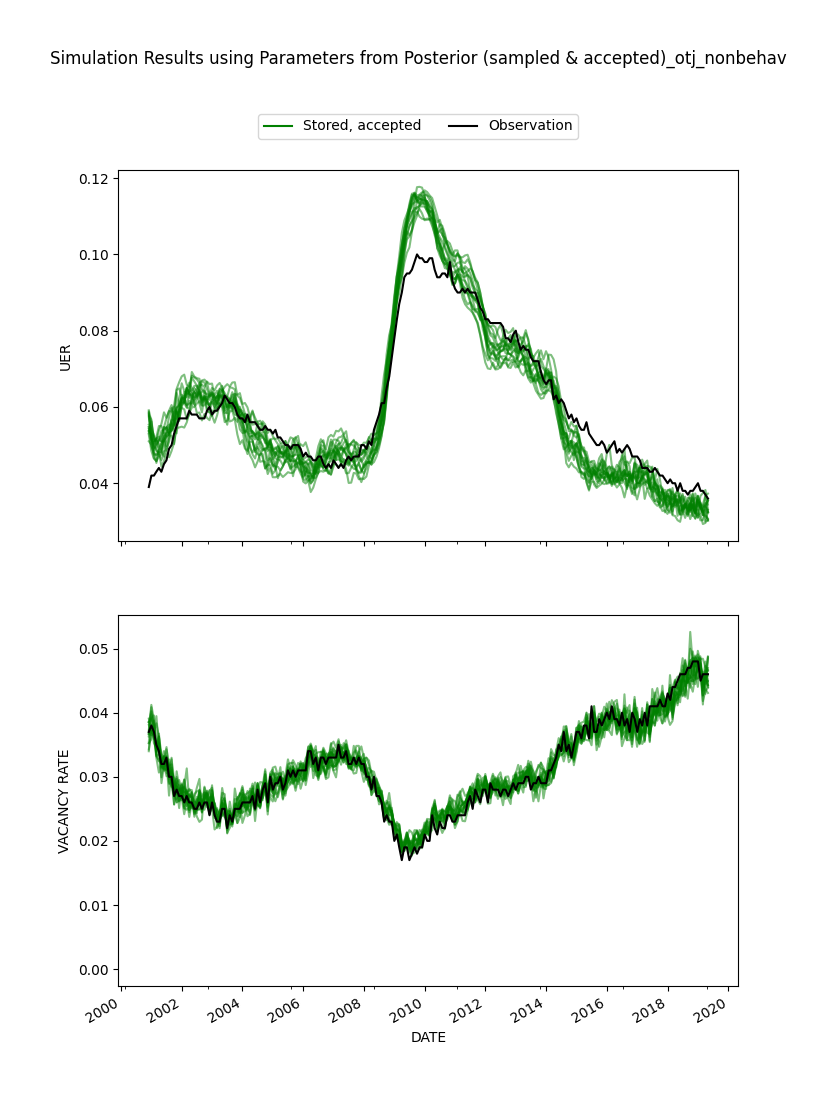 Simulation Results using Parameters from Posterior (sampled & accepted)_otj_nonbehav
Stored, accepted Observation
0.12
0.10
0.08
0.06
0.04
UER
0.05
0.04
0.03
0.02
0.01
0.00
VACANCY RATE
2000 2002 2004 2006 2008 2010 2012 2014 2016 2018 2020
DATE